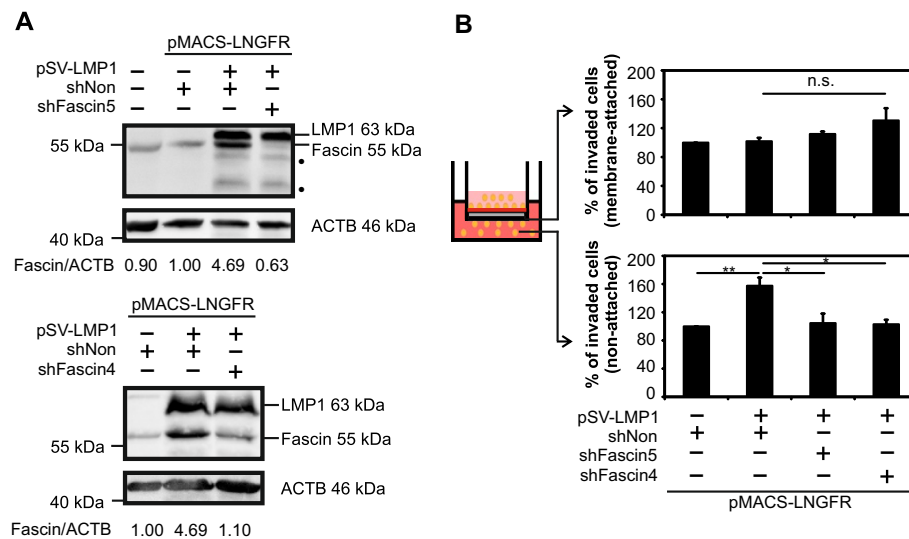 A
pMACS-LNGFR
pSV-LMP1 – – + +
shNon – + + –
shFascin5 – – – +
LMP1 63 kDa
55 kDa
Fascin 55 kDa
ACTB 46 kDa
40 kDa
Fascin/ACTB 0.90 1.00 4.69 0.63
pMACS-LNGFR
pSV-LMP1 – + +
shNon + + –
shFascin4 – – +
LMP1 63 kDa
Fascin 55 kDa
55 kDa
ACTB 46 kDa
40 kDa
Fascin/ACTB 1.00 4.69 1.10
B
% of invaded cells
(membrane-attached)
200
160
120
80
40
0
n.s.
% of invaded cells
(non-attached)
200
160
120
80
40
0
** * *
pSV-LMP1 – + + +
shNon + + – –
shFascin5 – – + –
shFascin4 – – – +
pMACS-LNGFR